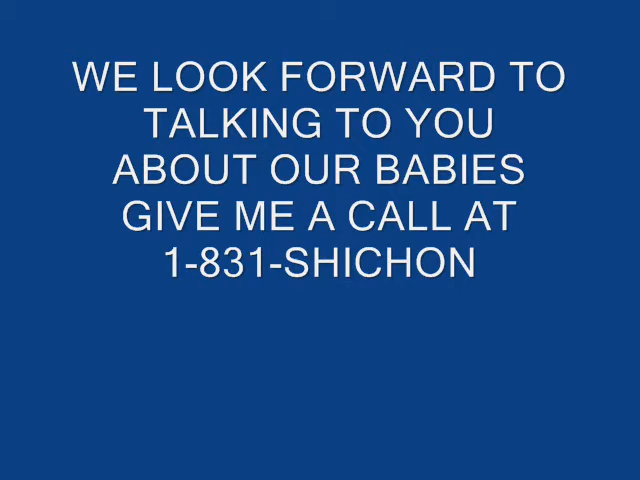 WE LOOK FORWARD TO
TALKING TO YOU
ABOUT OUR BABIES
GIVE ME A CALL AT
1-831-SHICHON